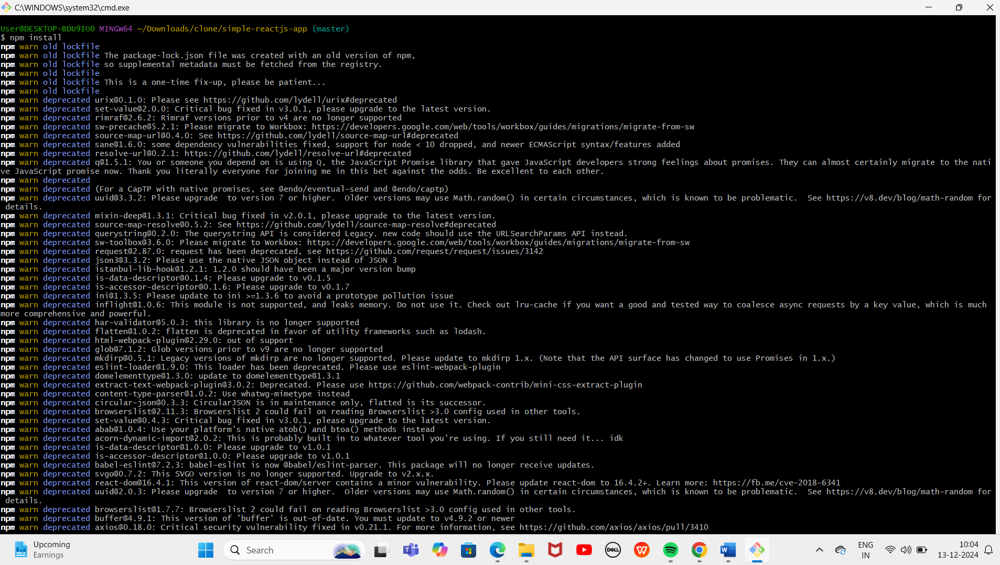 C:\WINDOWS\system32\cmd.exe
User@DESKTOP-BDU9IOO MINGW64 ~/Downloads/clone/simple-reactjs-app (master)
$ npm install
npm warn old lockfile
npm warn old lockfile The package-lock.json file was created with an old version of npm,
npm warn old lockfile so supplemental metadata must be fetched from the registry.
npm warn old lockfile
npm warn old lockfile This is a one-time fix-up, please be patient...
npm warn old lockfile
npm warn deprecated urix@0.1.0: Please see https://github.com/lydell/urix#deprecated
npm warn deprecated set-value@2.0.0: Critical bug fixed in v3.0.1, please upgrade to the latest version.
npm warn deprecated rimraf@2.6.2: Rimraf versions prior to v4 are no longer supported
npm warn deprecated sw-precache@5.2.1: Please migrate to Workbox: https://developers.google.com/web/tools/workbox/guides/migrations/migrate-from-sw
npm warn deprecated source-map-url@0.4.0: See https://github.com/lydell/source-map-url#deprecated
npm warn deprecated sane@1.6.0: some dependency vulnerabilities fixed, support for node < 10 dropped, and newer ECMAScript syntax/features added
npm warn deprecated resolve-url@0.2.1: https://github.com/lydell/resolve-url#deprecated
npm warn deprecated q@1.5.1: You or someone you depend on is using Q, the JavaScript Promise library that gave JavaScript developers strong feelings about promises. They can almost certainly migrate to the nati
ve JavaScript promise now. Thank you literally everyone for joining me in this bet against the odds. Be excellent to each other.
npm warn deprecated
npm warn deprecated (For a CapTP with native promises, see @endo/eventual-send and @endo/captp)
npm warn deprecated uuid@3.3.2: Please upgrade  to version 7 or higher.  Older versions may use Math.random() in certain circumstances, which is known to be problematic.  See https://v8.dev/blog/math-random for
 details.
npm warn deprecated mixin-deep@1.3.1: Critical bug fixed in v2.0.1, please upgrade to the latest version.
npm warn deprecated source-map-resolve@0.5.2: See https://github.com/lydell/source-map-resolve#deprecated
npm warn deprecated querystring@0.2.0: The querystring API is considered Legacy. new code should use the URLSearchParams API instead.
npm warn deprecated sw-toolbox@3.6.0: Please migrate to Workbox: https://developers.google.com/web/tools/workbox/guides/migrations/migrate-from-sw
npm warn deprecated request@2.87.0: request has been deprecated, see https://github.com/request/request/issues/3142
npm warn deprecated json3@3.3.2: Please use the native JSON object instead of JSON 3
npm warn deprecated istanbul-lib-hook@1.2.1: 1.2.0 should have been a major version bump
npm warn deprecated is-data-descriptor@0.1.4: Please upgrade to v0.1.5
npm warn deprecated is-accessor-descriptor@0.1.6: Please upgrade to v0.1.7
npm warn deprecated ini@1.3.5: Please update to ini >=1.3.6 to avoid a prototype pollution issue
npm warn deprecated inflight@1.0.6: This module is not supported, and leaks memory. Do not use it. Check out lru-cache if you want a good and tested way to coalesce async requests by a key value, which is much
more comprehensive and powerful.
npm warn deprecated har-validator@5.0.3: this library is no longer supported
npm warn deprecated flatten@1.0.2: flatten is deprecated in favor of utility frameworks such as lodash.
npm warn deprecated html-webpack-plugin@2.29.0: out of support
npm warn deprecated glob@7.1.2: Glob versions prior to v9 are no longer supported
npm warn deprecated mkdirp@0.5.1: Legacy versions of mkdirp are no longer supported. Please update to mkdirp 1.x. (Note that the API surface has changed to use Promises in 1.x.)
npm warn deprecated eslint-loader@1.9.0: This loader has been deprecated. Please use eslint-webpack-plugin
npm warn deprecated domelementtype@1.3.0: update to domelementtype@1.3.1
npm warn deprecated extract-text-webpack-plugin@3.0.2: Deprecated. Please use https://github.com/webpack-contrib/mini-css-extract-plugin
npm warn deprecated content-type-parser@1.0.2: Use whatwg-mimetype instead
npm warn deprecated circular-json@0.3.3: CircularJSON is in maintenance only, flatted is its successor.
npm warn deprecated browserslist@2.11.3: Browserslist 2 could fail on reading Browserslist >3.0 config used in other tools.
npm warn deprecated set-value@0.4.3: Critical bug fixed in v3.0.1, please upgrade to the latest version.
npm warn deprecated abab@1.0.4: Use your platform's native atob() and btoa() methods instead
npm warn deprecated acorn-dynamic-import@2.0.2: This is probably built in to whatever tool you're using. If you still need it... idk
npm warn deprecated is-data-descriptor@1.0.0: Please upgrade to v1.0.1
npm warn deprecated is-accessor-descriptor@1.0.0: Please upgrade to v1.0.1
npm warn deprecated babel-eslint@7.2.3: babel-eslint is now @babel/eslint-parser. This package will no longer receive updates.
npm warn deprecated svgo@0.7.2: This SVGO version is no longer supported. Upgrade to v2.x.x.
npm warn deprecated react-dom@16.4.1: This version of react-dom/server contains a minor vulnerability. Please update react-dom to 16.4.2+. Learn more: https://fb.me/cve-2018-6341
npm warn deprecated uuid@2.0.3: Please upgrade  to version 7 or higher.  Older versions may use Math.random() in certain circumstances, which is known to be problematic.  See https://v8.dev/blog/math-random for
 details.
npm warn deprecated browserslist@1.7.7: Browserslist 2 could fail on reading Browserslist >3.0 config used in other tools.
npm warn deprecated buffer@4.9.1: This version of 'buffer' is out-of-date. You must update to v4.9.2 or newer
npm warn deprecated axios@0.18.0: Critical security vulnerability fixed in v0.21.1. For more information, see https://github.com/axios/axios/pull/3410
Upcoming
Earnings
Search
DELL
ENG
IN
10:04
13-12-2024